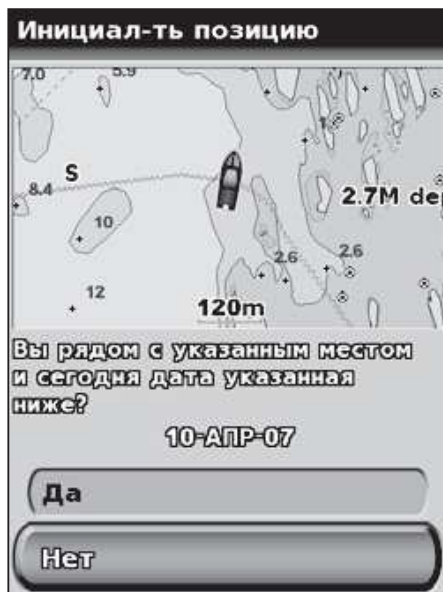 Инициал-ть позицию
7.0
5.9
S
8.4
2.7M dep
10
2.6
2.6
12
120m
Вы рядом с указанным местом
и сегодня дата указанная
ниже?
10-АПР-07
Да
Нет